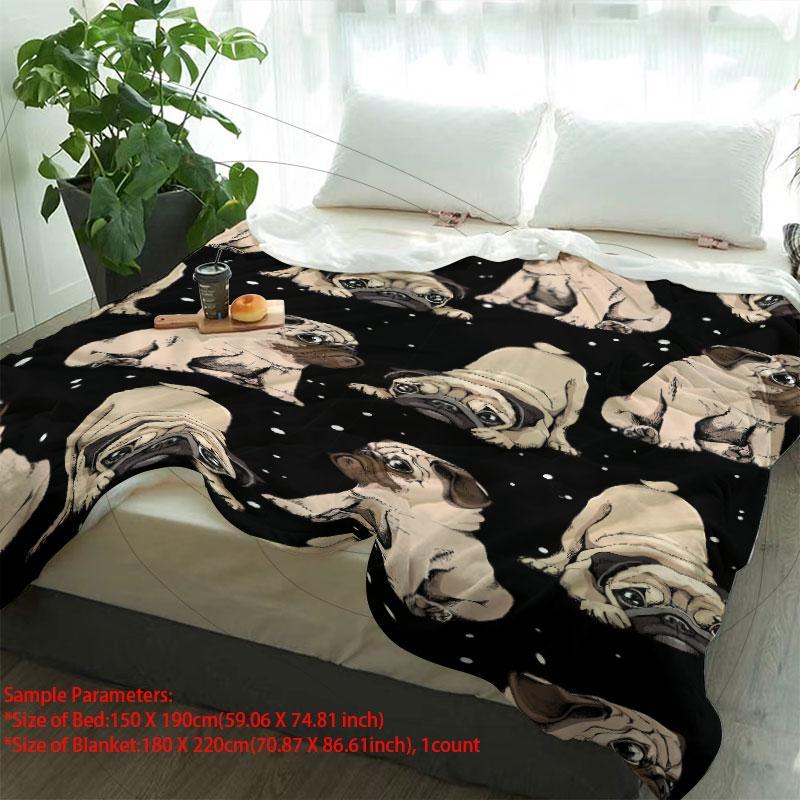 Sample Parameters:
*Size of Bed:150 X 190cm(59.06 X 74.81 inch)
*Size of Blanket:180 X 220cm(70.87 X 86.61inch), 1count